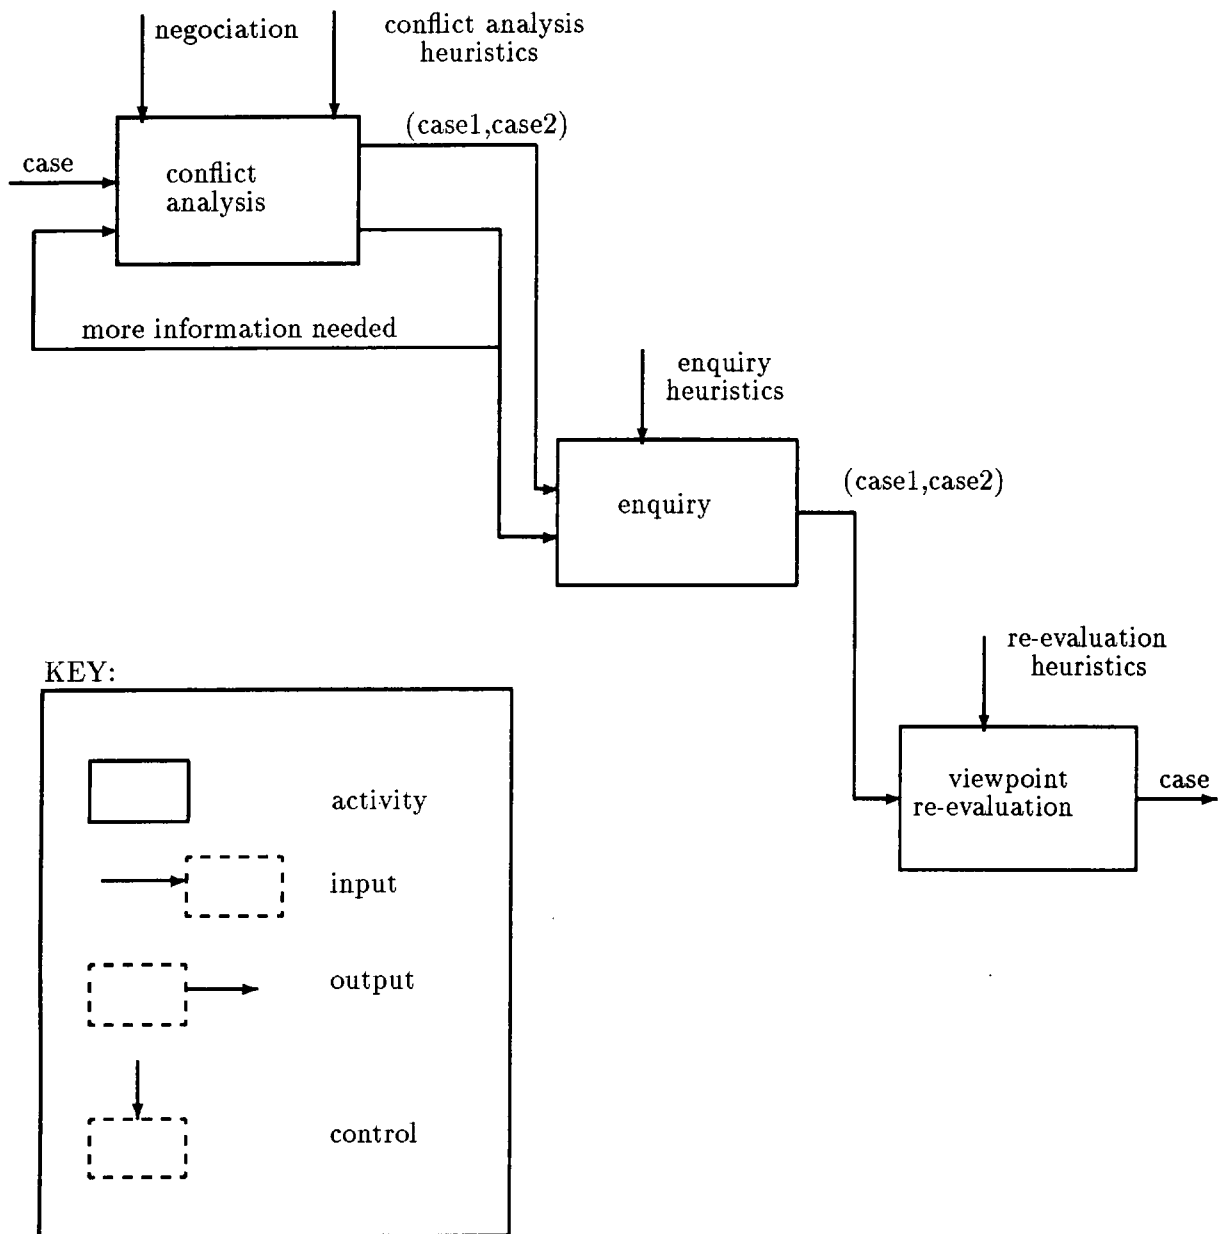 negociation
conflict analysis
heuristics
(case1,case2)
case
conflict
analysis
more information needed
enquiry
heuristics
(case1,case2)
enquiry
re-evaluation
heuristics
viewpoint
re-evaluation
case
KEY:
activity
input
output
control